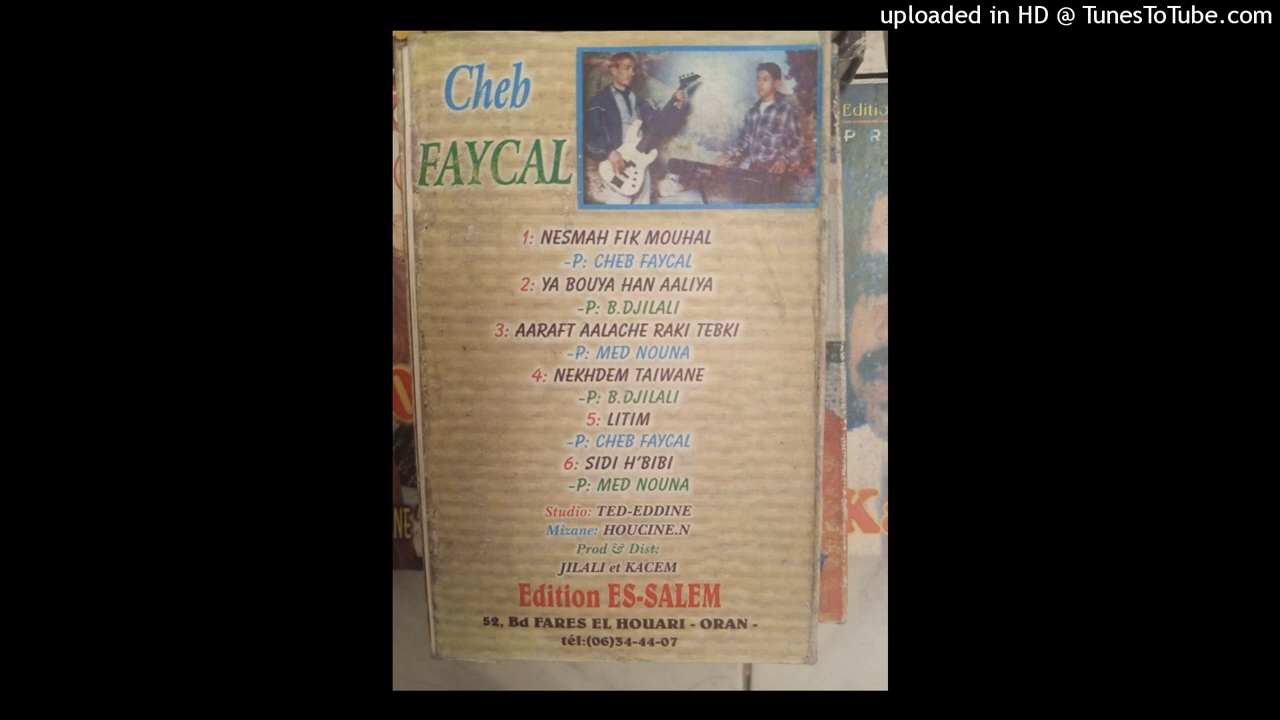 uploaded in HD @ TunesToTube.com
Cheb
FAYCAL
1: NESMAH FIK MOUHAL
-P: CHEB FAYCAL
2: YA BOUYA HAN AALIYA
-P: B.DJILALI
3: AARAFT AALACHE RAKI TEBKI
-P: MED NOUNA
4: NEKHDEM TAIWANE
-P: B.DJILALI
5: LITIM
-P: CHEB FAYCAL
6: SIDI H'BIBI
-P: MED NOUNA
Studio: TED-EDDINE
Mizane: HOUCINE.N
Prod & Dist:
JILALI et KACEM
Edition ES-SALEM
52, Bd FARES EL HOUARI - ORAN -
tél:(06)34-44-07